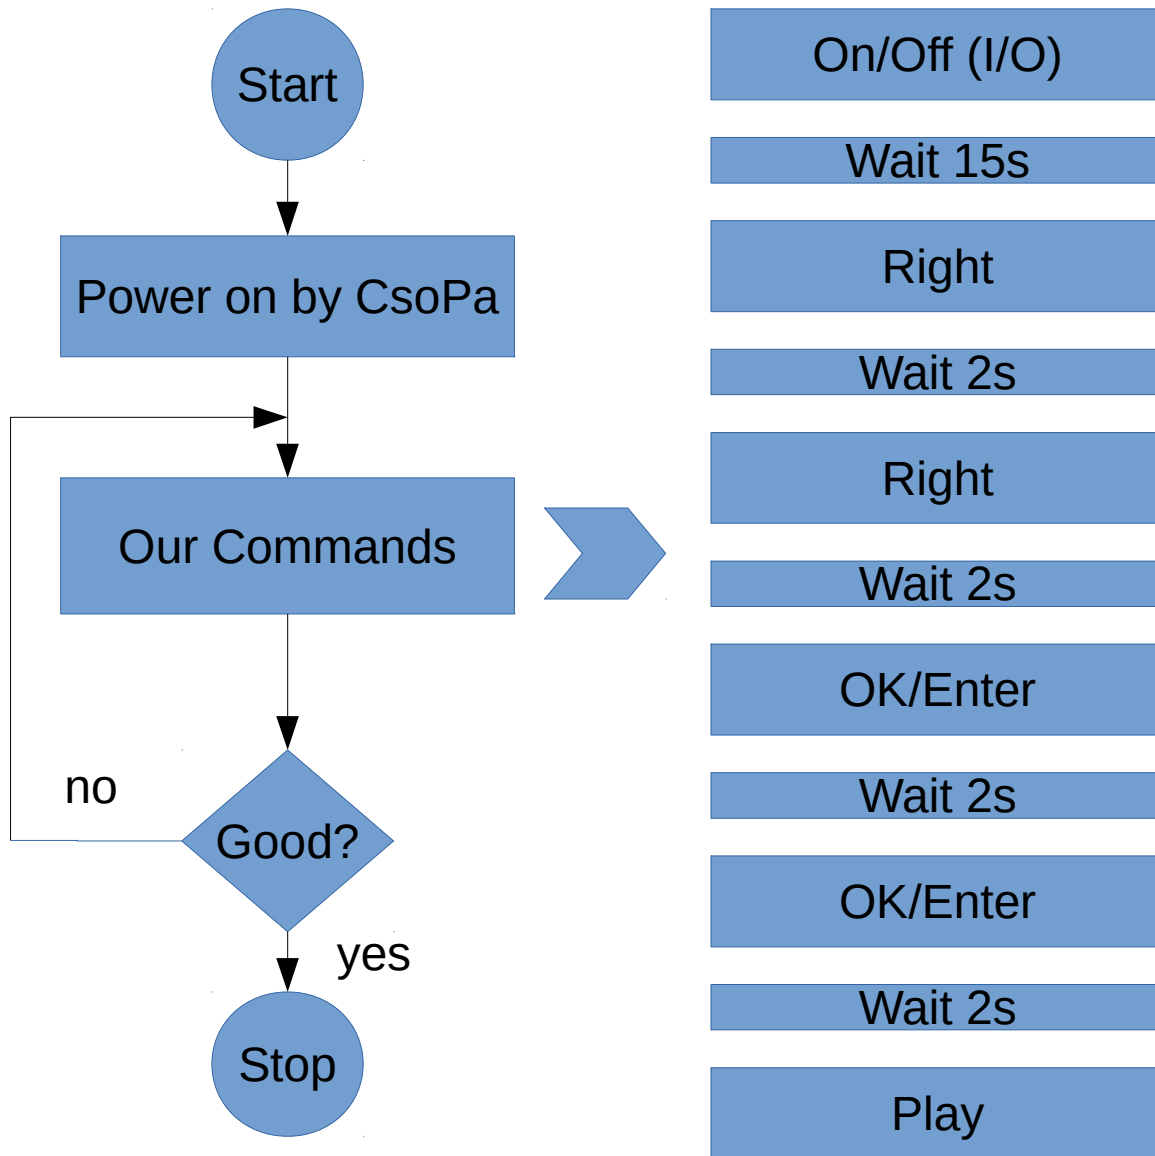 Start
Power on by CsoPa
Our Commands
no
Good?
yes
Stop
On/Off (I/O)
Wait 15s
Right
Wait 2s
Right
Wait 2s
OK/Enter
Wait 2s
OK/Enter
Wait 2s
Play